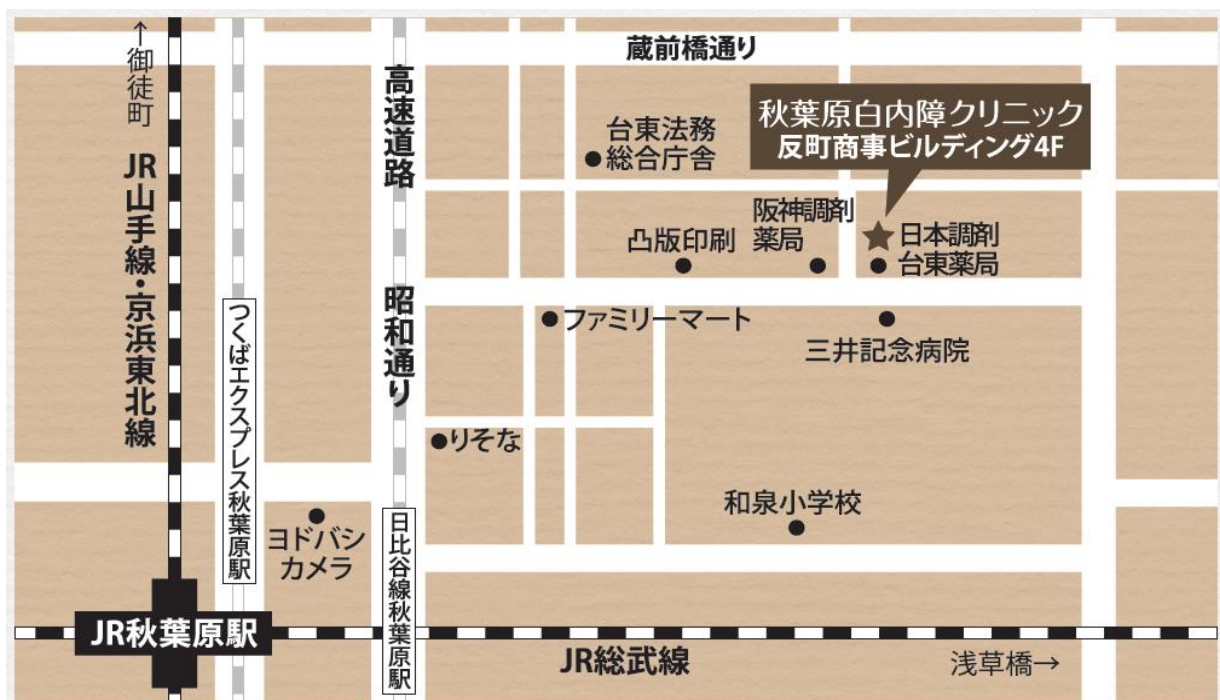 ↑御徒町
JR山手線・京浜東北線
つくばエクスプレス秋葉原駅
高速道路
昭和通り
日比谷線秋葉原駅
蔵前橋通り
台東法務
総合庁舎
秋葉原白内障クリニック
反町商事ビルディング4F
凸版印刷
阪神調剤
薬局
日本調剤
台東薬局
ファミリーマート
三井記念病院
りそな
和泉小学校
ヨドバシ
カメラ
JR秋葉原駅
JR総武線
浅草橋→